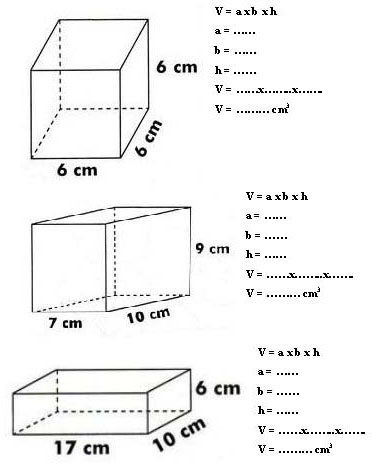 V = a x b x h
a = ......
b = ......
6 cm
h = ......
V = ......x.........x........
V = ......... cm³
6 cm
6 cm
V = a x b x h
a = ......
b = ......
9 cm
h = ......
V = ......x.........x........
V = ......... cm³
7 cm
10 cm
V = a x b x h
a = ......
6 cm
b = ......
h = ......
10 cm
V = ......x.........x........
17 cm
V = ......... cm³